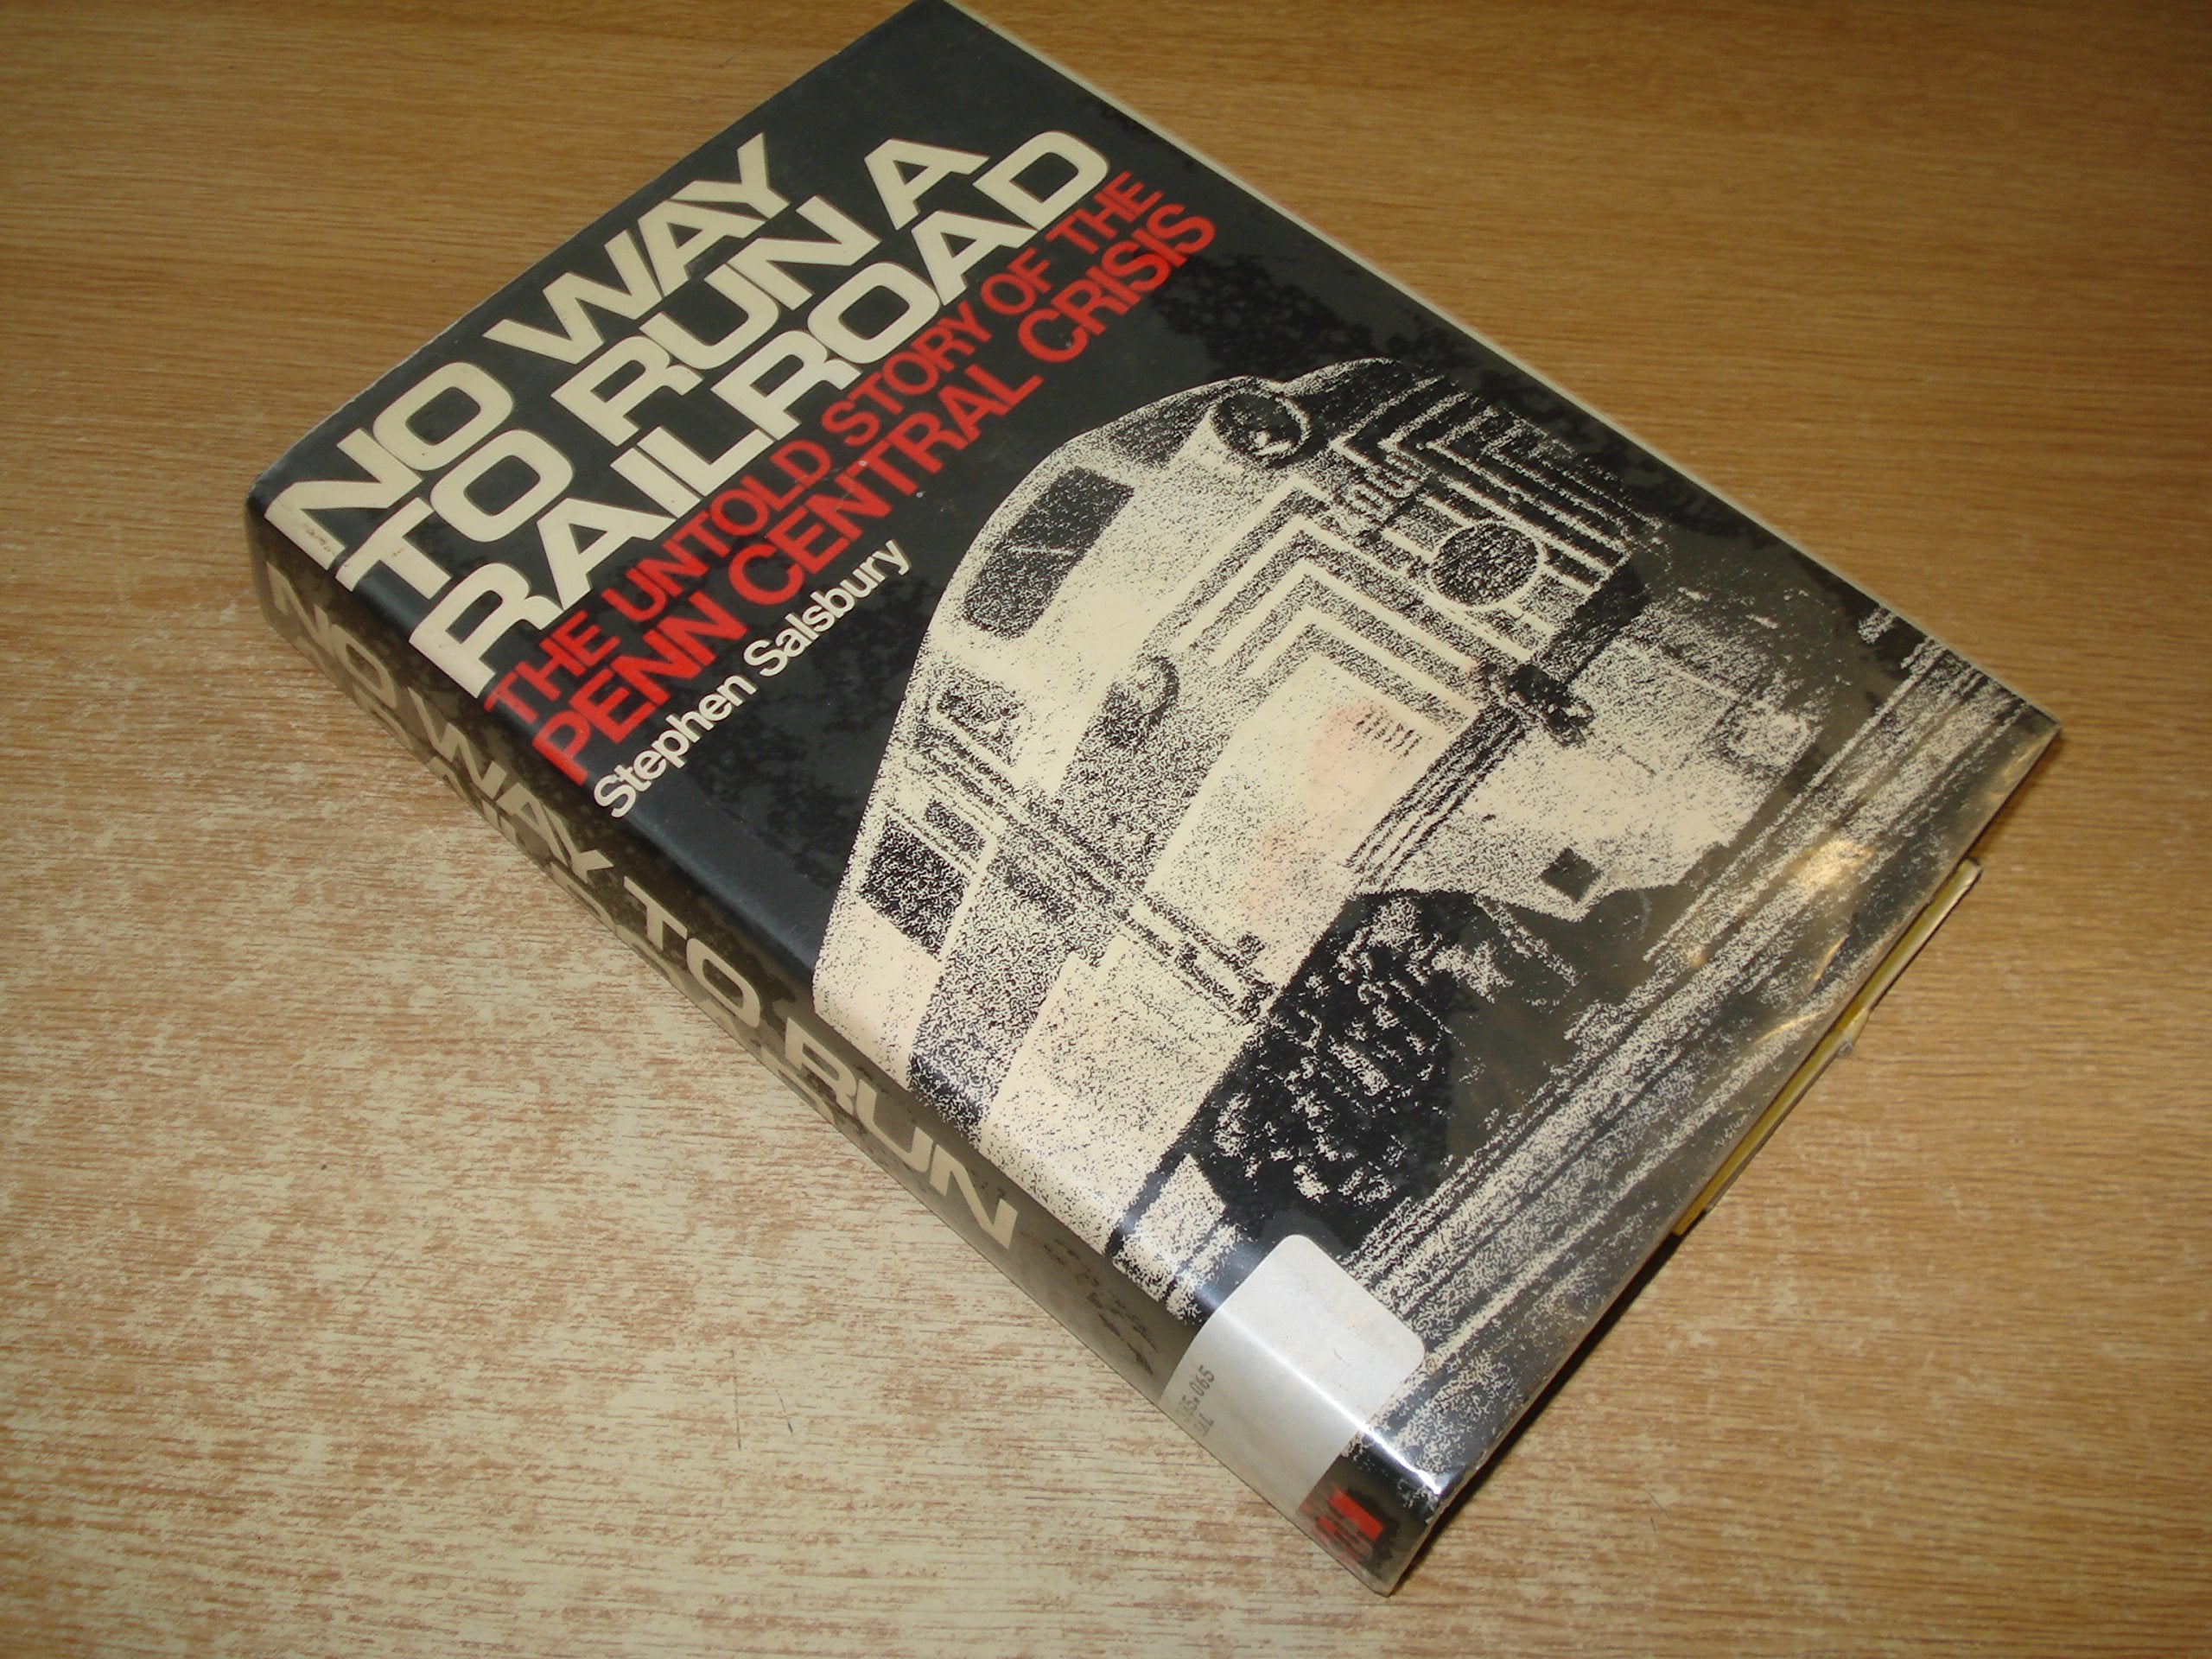 NO WAY
TO RUN A
RAILROAD
THE UNTOLD STORY OF THE
PENN CENTRAL CRISIS
Stephen Salsbury
NO WAY TO RUN